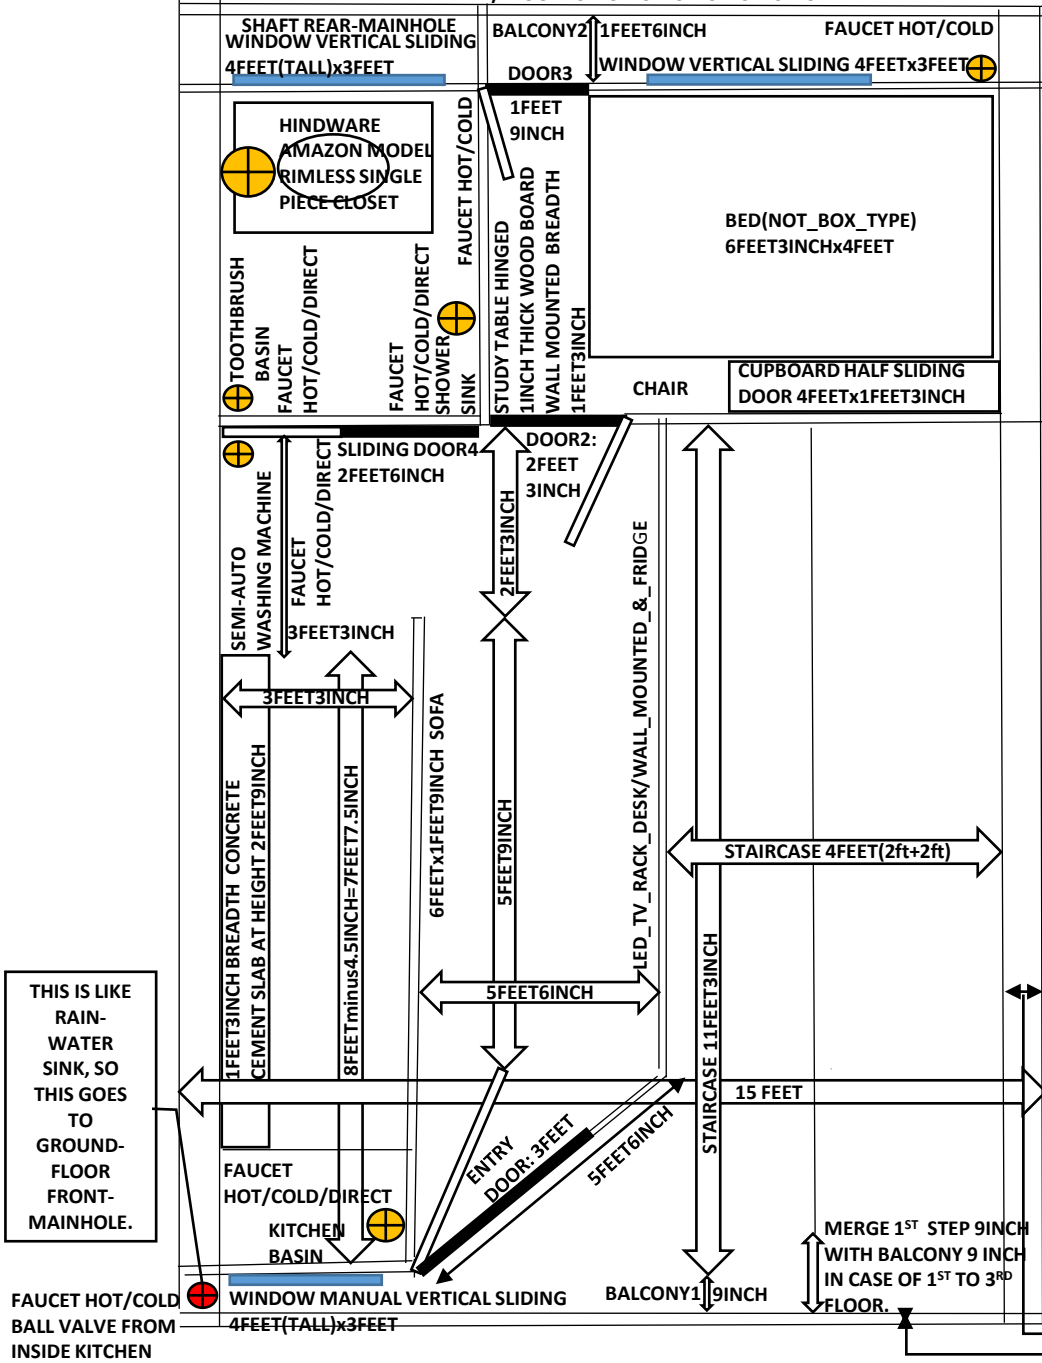 SHAFT REAR-MAINHOLE
WINDOW VERTICAL SLIDING
4FEET(TALL)x3FEET
BALCONY2
1FEET6INCH
FAUCET HOT/COLD
WINDOW VERTICAL SLIDING 4FEETx3FEET
DOOR3
1FEET
9INCH
HINDWARE
AMAZON MODEL
RIMLESS SINGLE
PIECE CLOSET
FAUCET HOT/COLD
BED(NOT_BOX_TYPE)
6FEET3INCHx4FEET
TOOTHBRUSH
BASIN
FAUCET
HOT/COLD/DIRECT
FAUCET
HOT/COLD/DIRECT
SHOWER
SINK
STUDY TABLE HINGED
1INCH THICK WOOD BOARD
WALL MOUNTED BREADTH
1FEET3INCH
CHAIR
CUPBOARD HALF SLIDING
DOOR 4FEETx1FEET3INCH
SLIDING DOOR4
2FEET6INCH
DOOR2:
2FEET
3INCH
SEMI-AUTO
WASHING MACHINE
FAUCET
HOT/COLD/DIRECT
3FEET3INCH
2FEET3INCH
3FEET3INCH
1FEET3INCH BREADTH CONCRETE
CEMENT SLAB AT HEIGHT 2FEET9INCH
8FEETminus4.5INCH=7FEET7.5INCH
6FEETx1FEET9INCH SOFA
5FEET9INCH
LED_TV_RACK_DESK/WALL_MOUNTED_&_FRIDGE
STAIRCASE 4FEET(2ft+2ft)
STAIRCASE 11FEET3INCH
5FEET6INCH
15 FEET
THIS IS LIKE
RAIN-
WATER
SINK, SO
THIS GOES
TO
GROUND-
FLOOR
FRONT-
MAINHOLE.
ENTRY
DOOR: 3FEET
5FEET6INCH
FAUCET
HOT/COLD/DIRECT
KITCHEN
BASIN
MERGE 1ST STEP 9INCH
WITH BALCONY 9 INCH
IN CASE OF 1ST TO 3RD
FLOOR.
BALCONY1
9INCH
WINDOW MANUAL VERTICAL SLIDING
4FEET(TALL)x3FEET
FAUCET HOT/COLD
BALL VALVE FROM
INSIDE KITCHEN